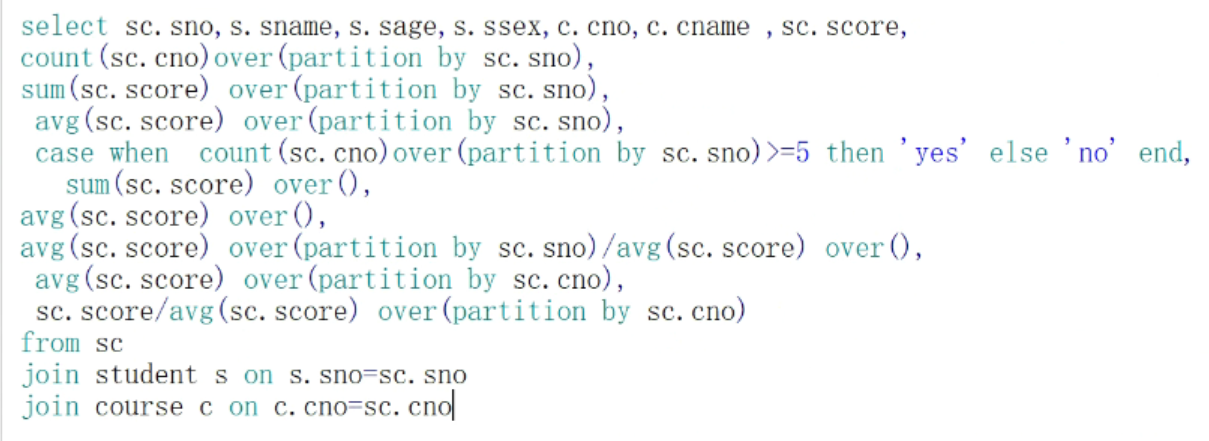 select sc.sno,s.sname,s.sage,s.ssex,c.cno,c.cname ,sc.score,
count(sc.cno)over(partition by sc.sno),
sum(sc.score) over(partition by sc.sno),
avg(sc.score) over(partition by sc.sno),
case when  count(sc.cno)over(partition by sc.sno)>=5 then 'yes' else 'no' end,
sum(sc.score) over(),
avg(sc.score) over(),
avg(sc.score) over(partition by sc.sno)/avg(sc.score) over(),
avg(sc.score) over(partition by sc.cno),
sc.score/avg(sc.score) over(partition by sc.cno)
from sc
join student s on s.sno=sc.sno
join course c on c.cno=sc.cno